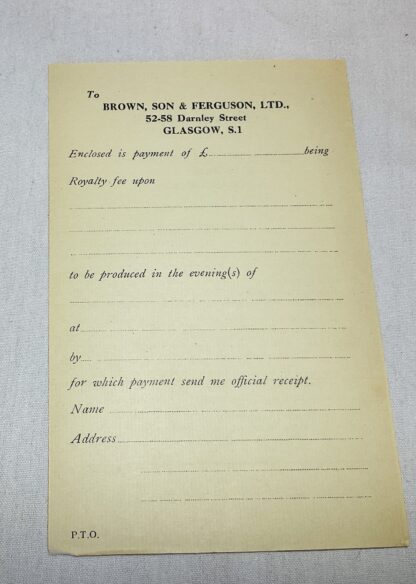 To
BROWN, SON & FERGUSON, LTD.,
52-58 Darnley Street
GLASGOW, S.1
Enclosed is payment of £ being
Royalty fee upon
to be produced in the evening(s) of
at
by
for which payment send me official receipt.
Name
Address
P.T.O.